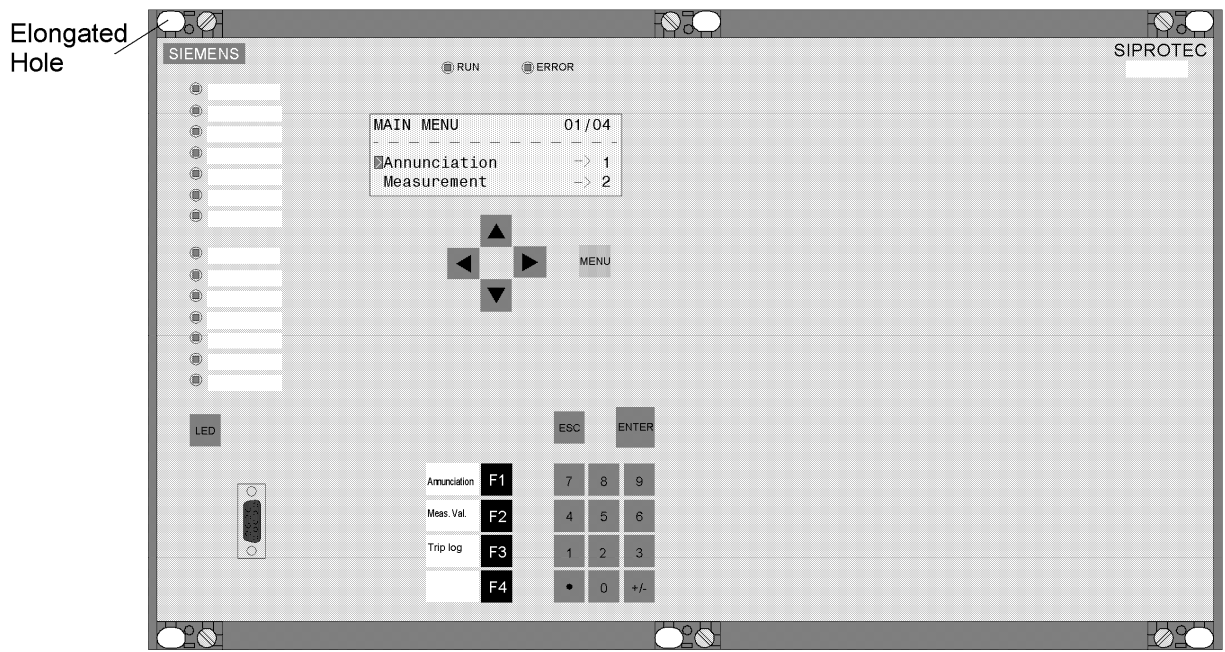 Elongated
Hole
SIEMENS
SIPROTEC
RUN
ERROR
MAIN MENU 01/04
>Annunciation -> 1
Measurement -> 2
MENU
LED
ESC
ENTER
Annunciation F1 7 8 9
Meas. Val. F2 4 5 6
Trip log F3 1 2 3
F4 • 0 +/-